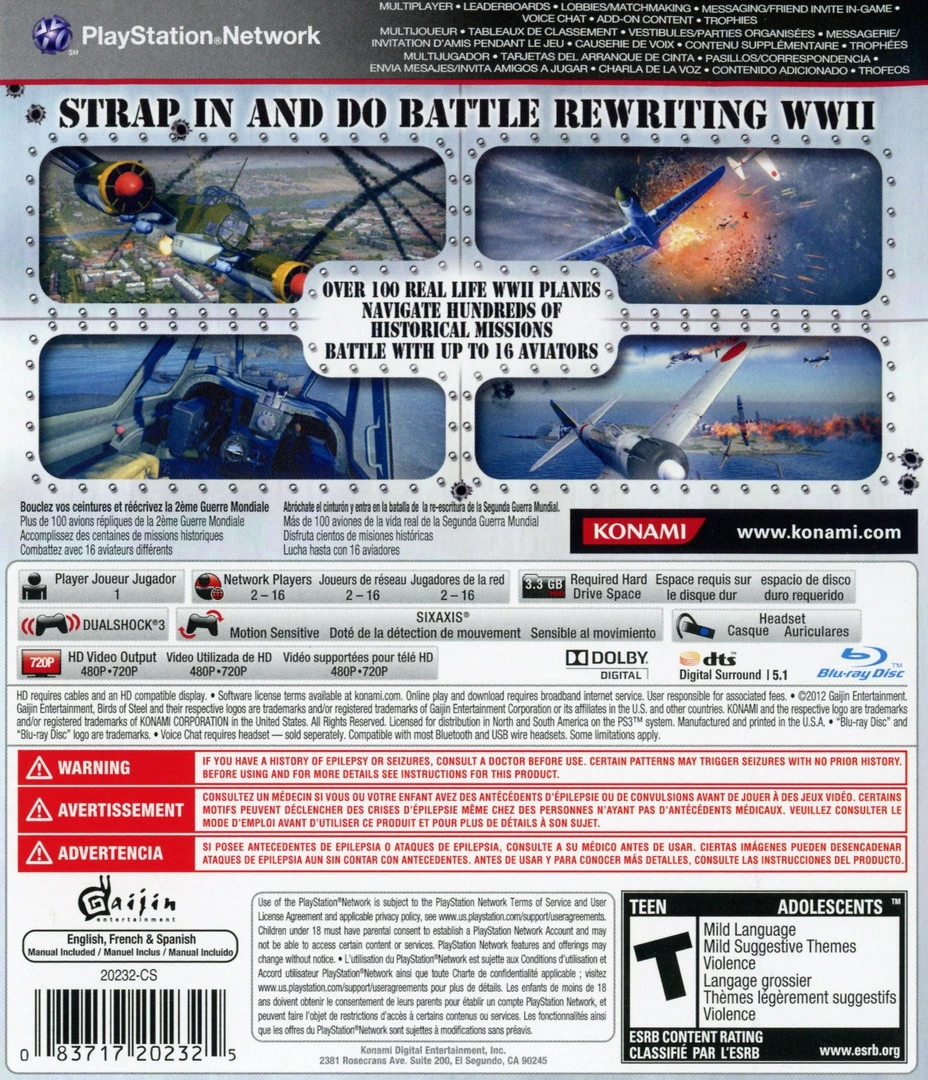 PlayStation®Network
SM
MULTIPLAYER • LEADERBOARDS • LOBBIES/MATCHMAKING • MESSAGING/FRIEND INVITE IN-GAME •
VOICE CHAT • ADD-ON CONTENT • TROPHIES
MULTIJOUEUR • TABLEAUX DE CLASSEMENT • VESTIBULES/PARTIES ORGANISÉES • MESSAGERIE/
INVITATION D'AMIS PENDANT LE JEU • CAUSERIE DE VOIX • CONTENU SUPPLÉMENTAIRE • TROPHÉES
MULTIJUGADOR • TARJETAS DEL ARRANQUE DE CINTA • PASILLOS/CORRESPONDENCIA •
ENVIA MESAJES/INVITA AMIGOS A JUGAR • CHARLA DE LA VOZ • CONTENIDO ADICIONADO • TROFEOS
STRAP IN AND DO BATTLE REWRITING WWII
OVER 100 REAL LIFE WWII PLANES
NAVIGATE HUNDREDS OF
HISTORICAL MISSIONS
BATTLE WITH UP TO 16 AVIATORS
Bouclez vos ceintures et réécrivez la 2ème Guerre Mondiale
Plus de 100 avions répliques de la 2ème Guerre Mondiale
Accomplissez des centaines de missions historiques
Combattez avec 16 aviateurs différents
Abróchate el cinturón y entra en la batalla de la re-escritura de la Segunda Guerra Mundial.
Más de 100 aviones de la vida real de la Segunda Guerra Mundial
Disfruta cientos de misiones históricas
Lucha hasta con 16 aviadores
KONAMI www.konami.com
Player Joueur Jugador
1
Network Players Joueurs de réseau Jugadores de la red
2 – 16 2 – 16 2 – 16
3.3 GB
HDD
Required Hard Espace requis sur espacio de disco
Drive Space le disque dur duro requerido
DUALSHOCK®3
SIXAXIS®
Motion Sensitive Doté de la détection de mouvement Sensible al movimiento
Headset
Casque Auriculares
720P
HD Video Output Video Utilizada de HD Vidéo supportées pour télé HD
480P•720P 480P•720P 480P•720P
DOLBY
DIGITAL
dts™
Digital Surround | 5.1
Blu-ray Disc™
HD requires cables and an HD compatible display. • Software license terms available at konami.com. Online play and download requires broadband internet service. User responsible for associated fees. • ©2012 Gaijin Entertainment.
Gaijin Entertainment, Birds of Steel and their respective logos are trademarks and/or registered trademarks of Gaijin Entertainment Corporation or its affiliates in the U.S. and other countries. KONAMI and the respective logo are trademarks
and/or registered trademarks of KONAMI CORPORATION in the United States. All Rights Reserved. Licensed for distribution in North and South America on the PS3™ system. Manufactured and printed in the U.S.A. • “Blu-ray Disc” and
“Blu-ray Disc” logo are trademarks. • Voice Chat requires headset — sold seperately. Compatible with most Bluetooth and USB wire headsets. Some limitations apply.
WARNING
IF YOU HAVE A HISTORY OF EPILEPSY OR SEIZURES, CONSULT A DOCTOR BEFORE USE. CERTAIN PATTERNS MAY TRIGGER SEIZURES WITH NO PRIOR HISTORY.
BEFORE USING AND FOR MORE DETAILS SEE INSTRUCTIONS FOR THIS PRODUCT.
AVERTISSEMENT
CONSULTEZ UN MÉDECIN SI VOUS OU VOTRE ENFANT AVEZ DES ANTÉCÉDENTS D'ÉPILEPSIE OU DE CONVULSIONS AVANT DE JOUER À DES JEUX VIDÉO. CERTAINS
MOTIFS PEUVENT DÉCLENCHER DES CRISES D'ÉPILEPSIE MÊME CHEZ DES PERSONNES N'AYANT PAS D'ANTÉCÉDENTS MÉDICAUX. VEUILLEZ CONSULTER LE
MODE D'EMPLOI AVANT D'UTILISER CE PRODUIT ET POUR PLUS DE DÉTAILS À SON SUJET.
ADVERTENCIA
SI POSEE ANTECEDENTES DE EPILEPSIA O ATAQUES DE EPILEPSIA, CONSULTE A SU MÉDICO ANTES DE USAR. CIERTAS IMÁGENES PUEDEN DESENCADENAR
ATAQUES DE EPILEPSIA AUN SIN CONTAR CON ANTECEDENTES. ANTES DE USAR Y PARA CONOCER MÁS DETALLES, CONSULTE LAS INSTRUCCIONES DEL PRODUCTO.
Gaijin
entertainment
English, French & Spanish
Manual Included / Manuel Inclus / Manual Incluido
20232-CS
0 83717 20232 5
Use of the PlayStation®Network is subject to the PlayStation Network Terms of Service and User
License Agreement and applicable privacy policy, see www.us.playstation.com/support/useragreements.
Children under 18 must have parental consent to establish a PlayStation Network Account and may
not be able to access certain content or services. PlayStation Network features and offerings may
change without notice. • L'utilisation du PlayStation®Network est sujette aux Conditions d'utilisation et
Accord utilisateur PlayStation®Network ainsi que toute Charte de confidentialité applicable ; visitez
www.us.playstation.com/support/useragreements pour plus de détails. Les enfants de moins de 18
ans doivent obtenir le consentement de leurs parents pour établir un compte PlayStation Network, et
peuvent faire l'objet de restrictions d'accès à certains contenus ou services. Les fonctionnalités ainsi
que les offres du PlayStation®Network sont sujettes à modifications sans préavis.
Konami Digital Entertainment, Inc.
2381 Rosecrans Ave. Suite 200, El Segundo, CA 90245
TEEN ADOLESCENTS ™
T
Mild Language
Mild Suggestive Themes
Violence
Langage grossier
Thèmes légèrement suggestifs
Violence
ESRB CONTENT RATING
CLASSIFIÉ PAR L'ESRB www.esrb.org